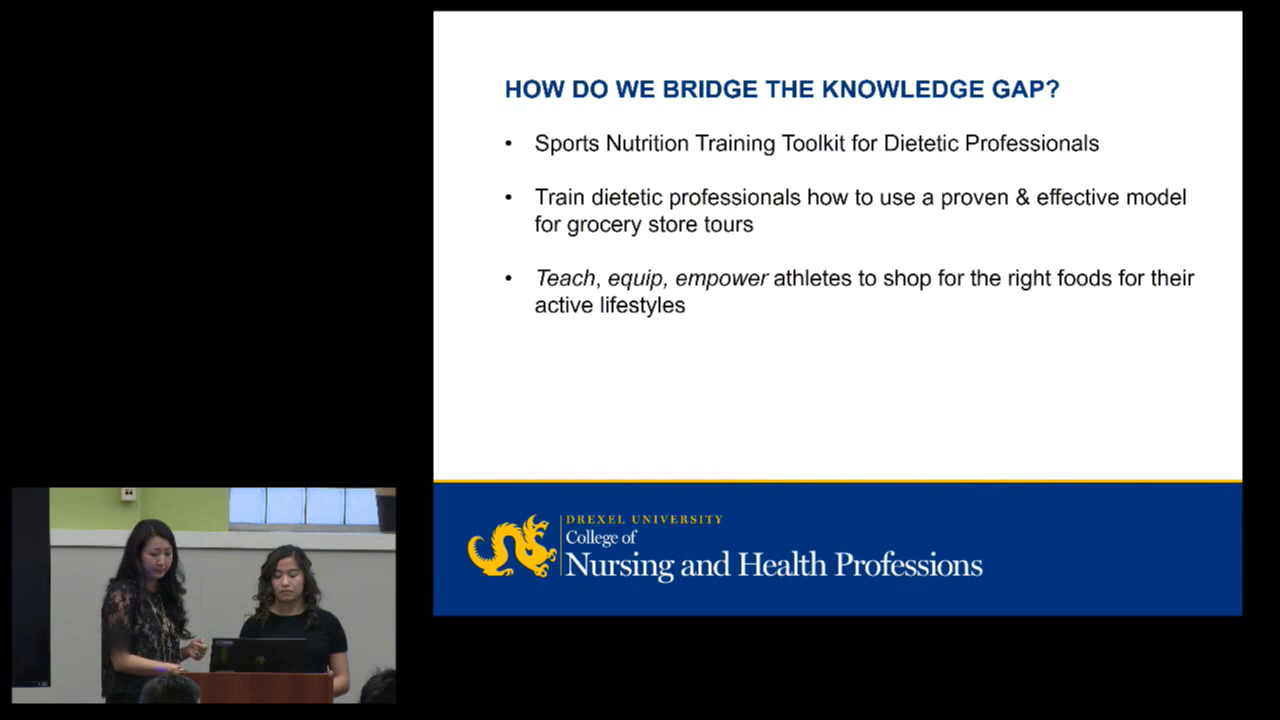 HOW DO WE BRIDGE THE KNOWLEDGE GAP?
• Sports Nutrition Training Toolkit for Dietetic Professionals
• Train dietetic professionals how to use a proven & effective model
for grocery store tours
• Teach, equip, empower athletes to shop for the right foods for their
active lifestyles
DREXEL UNIVERSITY
College of
Nursing and Health Professions